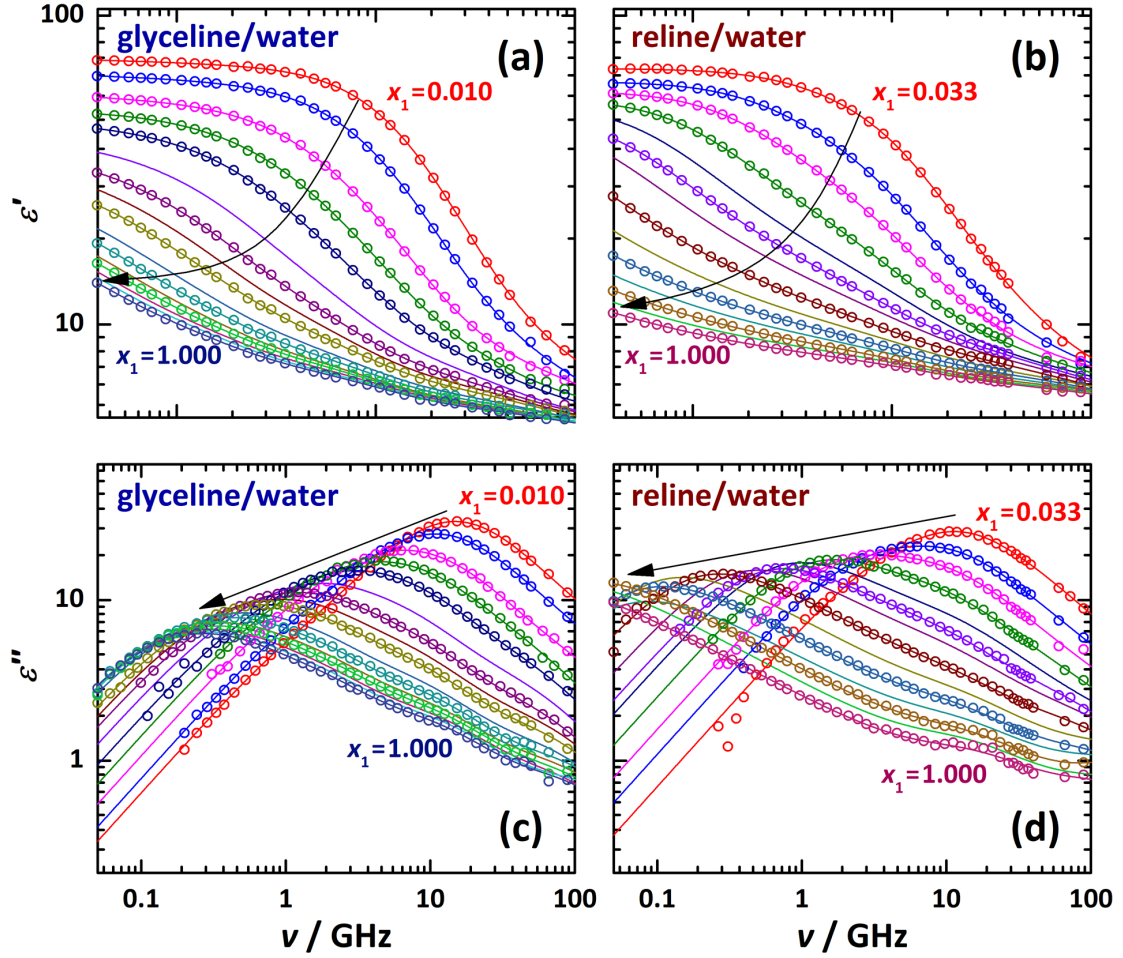 100
glyceline/water
(a)
x1=0.010
ε'
10
x1=1.000
reline/water
(b)
x1=0.033
x1=1.000
glyceline/water
x1=0.010
10
ε''
1
x1=1.000
(c)
0.1 1 10 100
ν / GHz
reline/water
x1=0.033
x1=1.000
(d)
0.1 1 10 100
ν / GHz